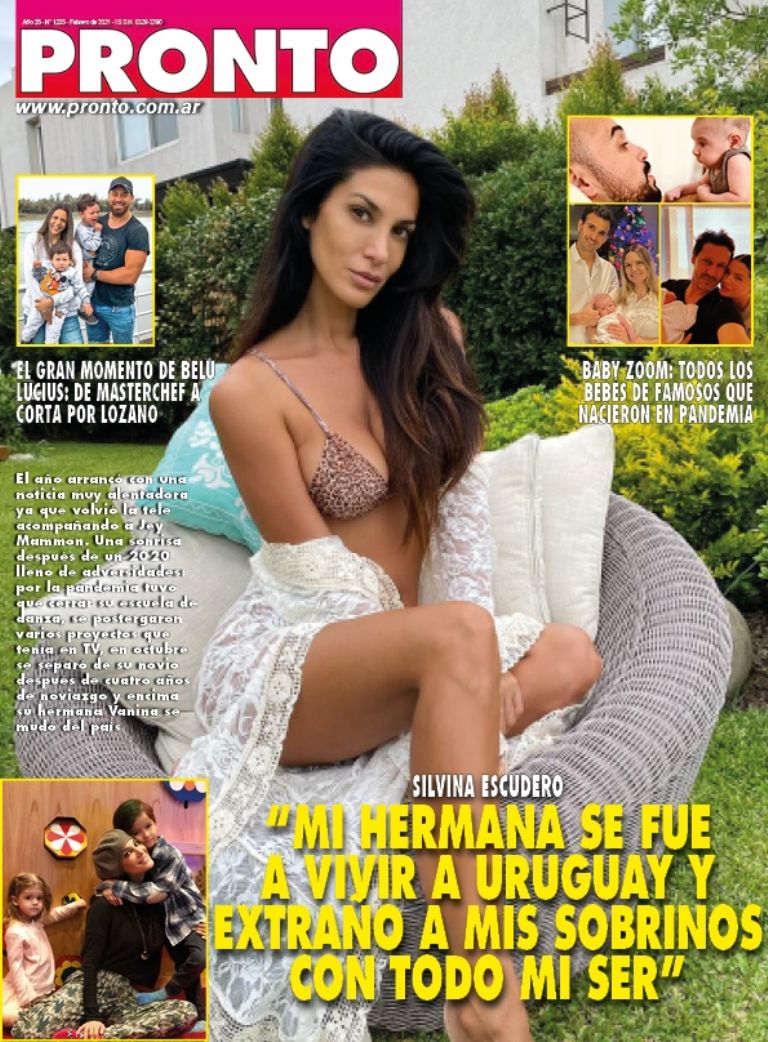 Año 25 - Nº 1225 - Febrero de 2021 - I.S.S.N. 0329-2290
PRONTO
www.pronto.com.ar
EL GRAN MOMENTO DE BELÚ
LUCIUS: DE MASTERCHEF A
CORTA POR LOZANO
BABY ZOOM: TODOS LOS
BEBES DE FAMOSOS QUE
NACIERON EN PANDEMIA
El año arrancó con una
noticia muy alentadora
ya que volvió la tele
acompañando a Jey
Mammon. Una sonrisa
después de un 2020
lleno de adversidades:
por la pandemia tuvo
que cerrar su escuela de
danza, se postergaron
varios proyectos que
tenía en TV, en octubre
se separó de su novio
después de cuatro años
de noviazgo y encima
su hermana Vanina se
mudó del país
SILVINA ESCUDERO
“MI HERMANA SE FUE
A VIVIR A URUGUAY Y
EXTRAÑO A MIS SOBRINOS
CON TODO MI SER”